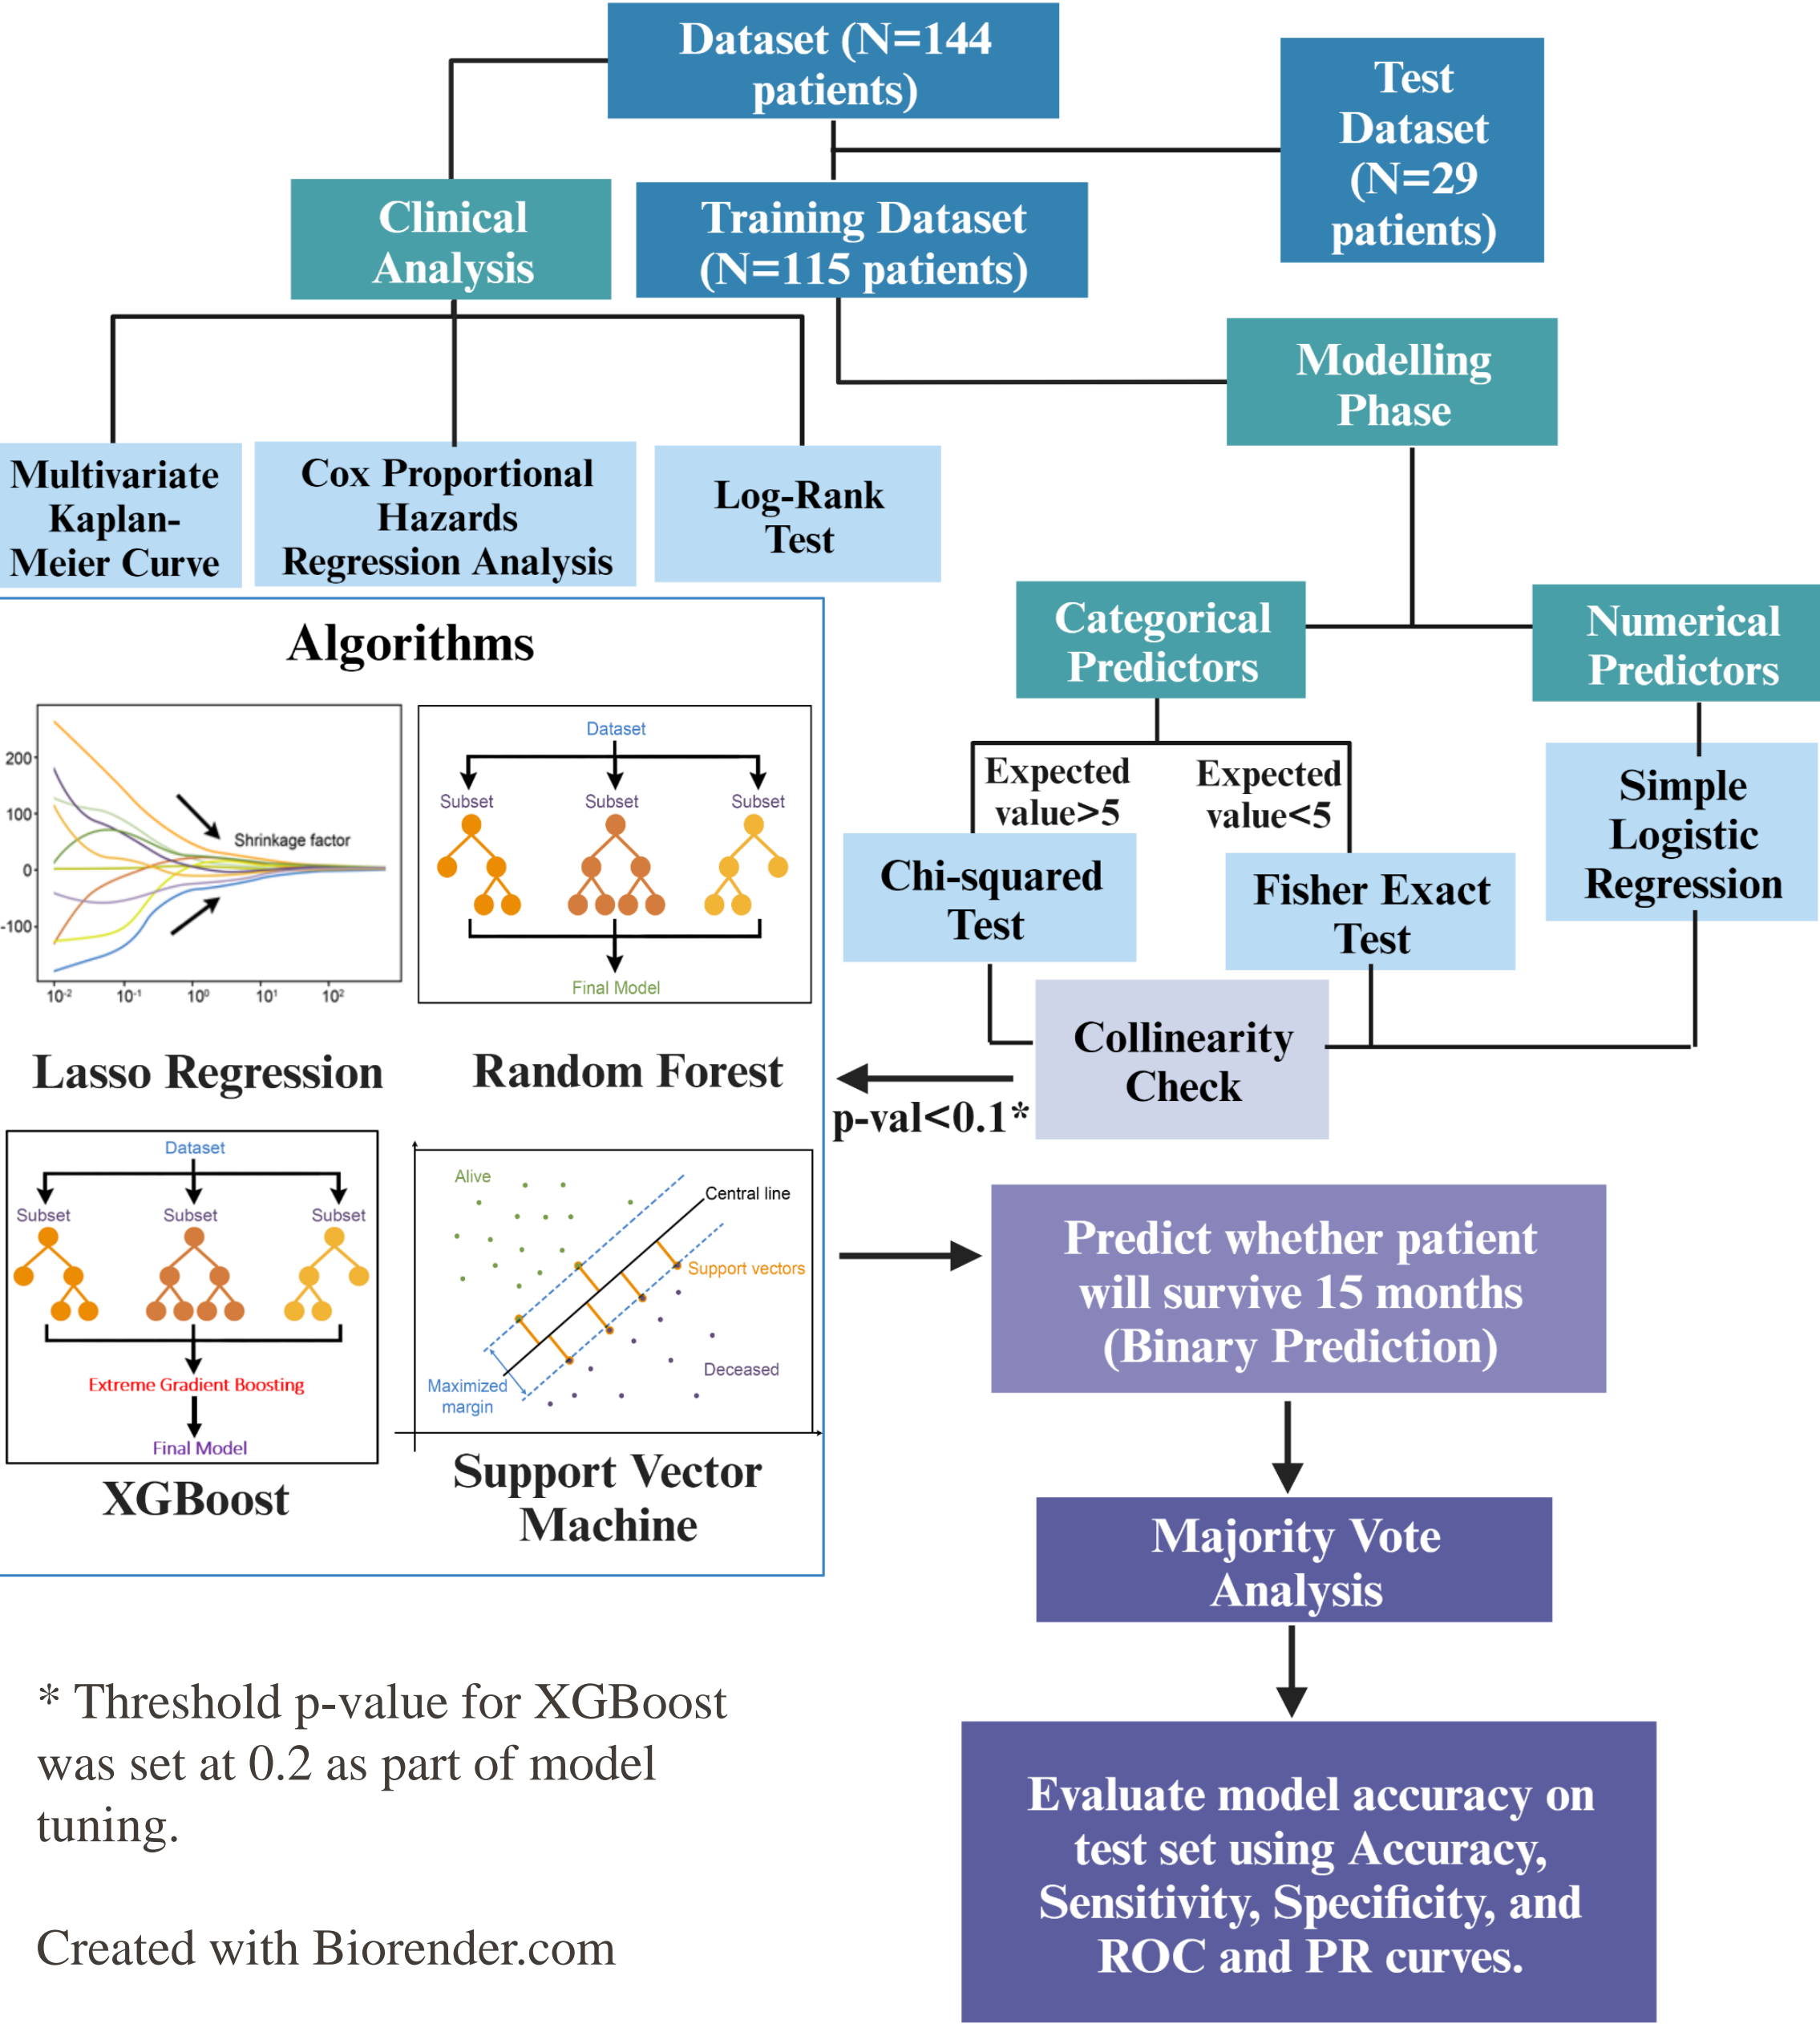 Dataset (N=144
patients)
Test
Dataset
(N=29
patients)
Clinical
Analysis
Training Dataset
(N=115 patients)
Modelling
Phase
Multivariate
Kaplan-
Meier Curve
Cox Proportional
Hazards
Regression Analysis
Log-Rank
Test
Categorical
Predictors
Numerical
Predictors
Expected
value>5
Expected
value<5
Chi-squared
Test
Fisher Exact
Test
Simple
Logistic
Regression
Collinearity
Check
p-val<0.1*
Algorithms
200
100
0
-100
10-2
10-1
100
101
102
Shrinkage factor
Lasso Regression
Dataset
Subset
Subset
Subset
Final Model
Random Forest
Dataset
Subset
Subset
Subset
Extreme Gradient Boosting
Final Model
XGBoost
Alive
Central line
Support vectors
Deceased
Maximized
margin
Support Vector
Machine
Predict whether patient
will survive 15 months
(Binary Prediction)
Majority Vote
Analysis
Evaluate model accuracy on
test set using Accuracy,
Sensitivity, Specificity, and
ROC and PR curves.
* Threshold p-value for XGBoost
was set at 0.2 as part of model
tuning.
Created with Biorender.com